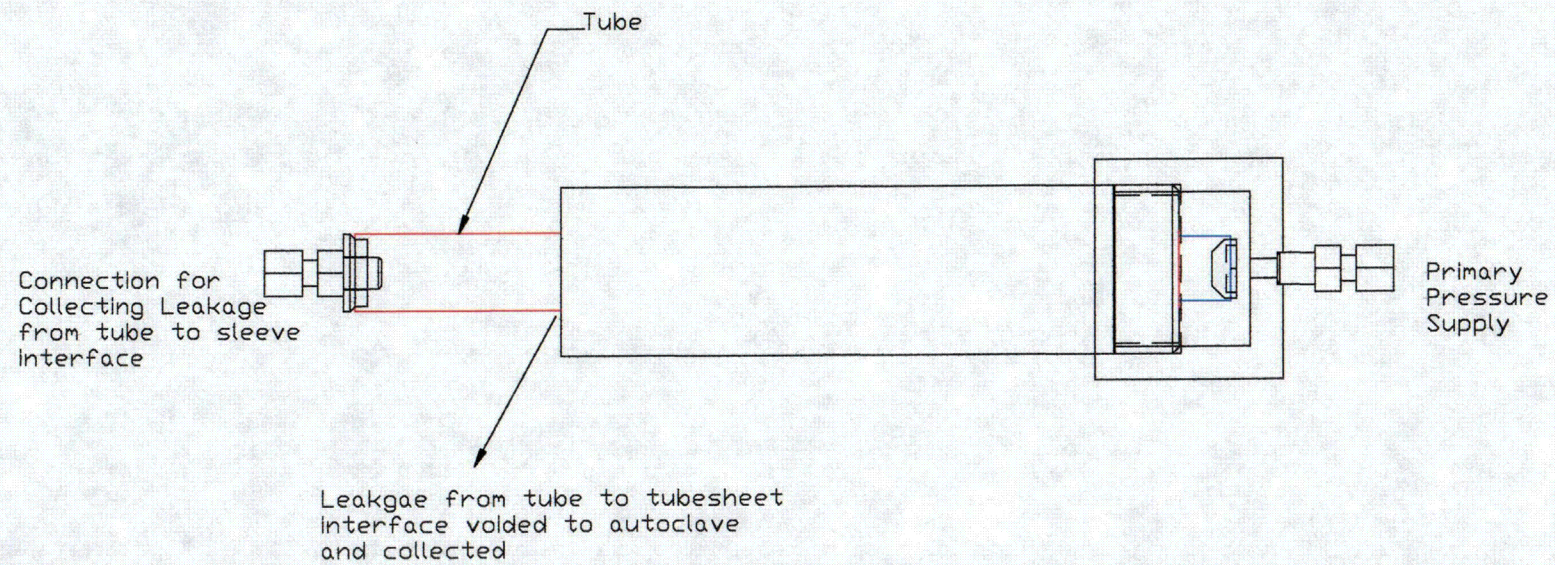 Tube
Connection for
Collecting Leakage
from tube to sleeve
interface
Primary
Pressure
Supply
Leakgae from tube to tubesheet
interface voided to autoclave
and collected